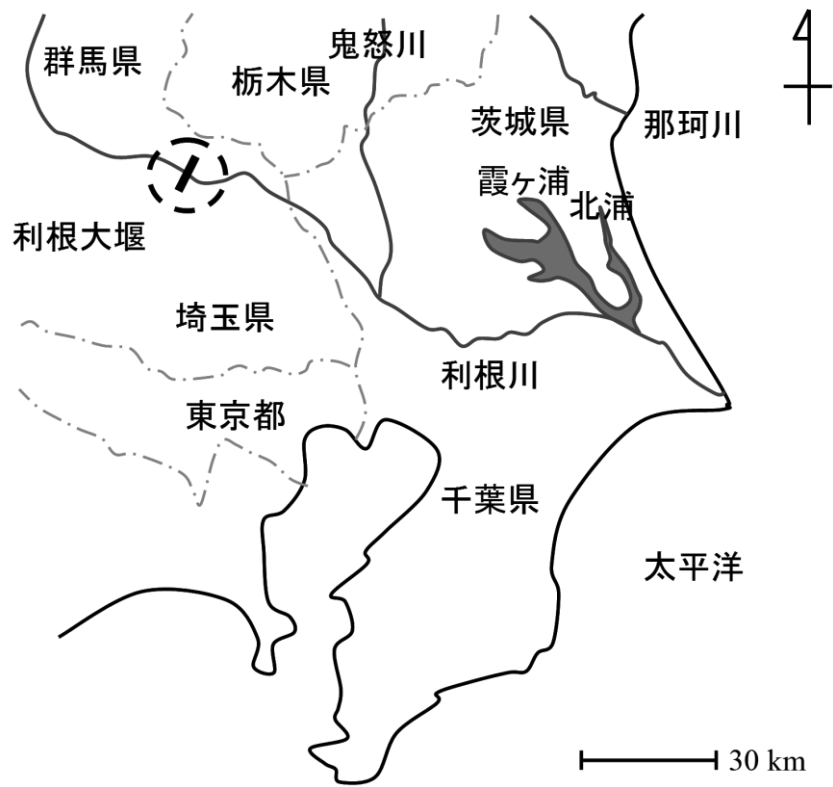 鬼怒川
群馬県
栃木県
茨城県
那珂川
霞ヶ浦
北浦
利根大堰
埼玉県
利根川
東京都
千葉県
太平洋
30 km